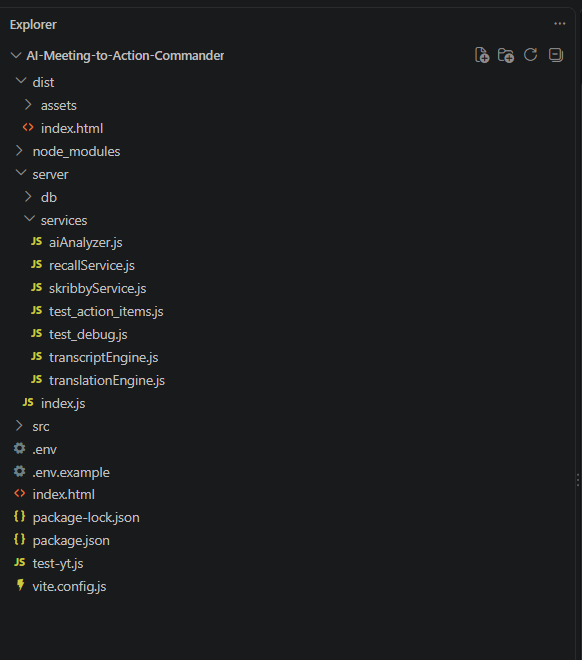 Explorer
AI-Meeting-to-Action-Commander
dist
assets
<> index.html
node_modules
server
db
services
JS aiAnalyzer.js
JS recallService.js
JS skribbyService.js
JS test_action_items.js
JS test_debug.js
JS transcriptEngine.js
JS translationEngine.js
JS index.js
src
.env
.env.example
<> index.html
{ } package-lock.json
{ } package.json
JS test-yt.js
vite.config.js